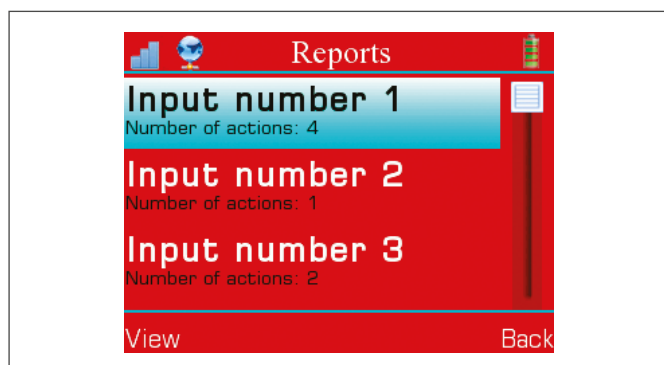 Reports
Input number 1
Number of actions: 4
Input number 2
Number of actions: 1
Input number 3
Number of actions: 2
View Back